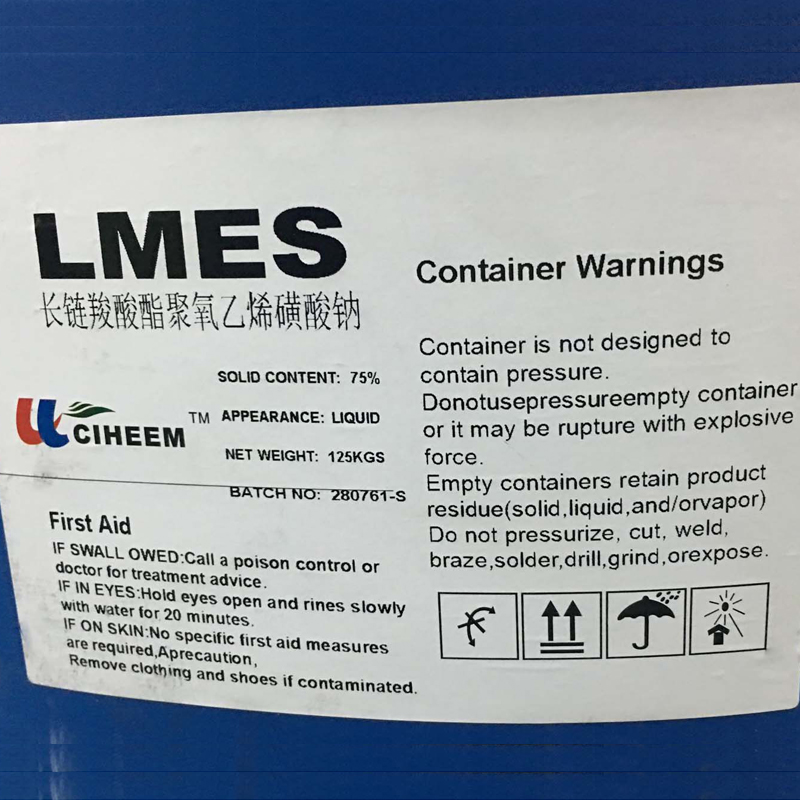 LMES
长链羧酸酯聚氧乙烯磺酸钠
SOLID CONTENT: 75%
CIHEEM TM
APPEARANCE: LIQUID
NET WEIGHT: 125KGS
BATCH NO: 280761-S
First Aid
IF SWALL OWED:Call a poison control or
doctor for treatment advice.
IF IN EYES:Hold eyes open and rines slowly
with water for 20 minutes.
IF ON SKIN:No specific first aid measures
are required,Aprecaution,
Remove clothing and shoes if contaminated.
Container Warnings
Container is not designed to
contain pressure.
Donotusepressureempty container
or it may be rupture with explosive
force.
Empty containers retain product
residue(solid,liquid,and/orvapor)
Do not pressurize, cut, weld,
braze,solder,drill,grind,orexpose.